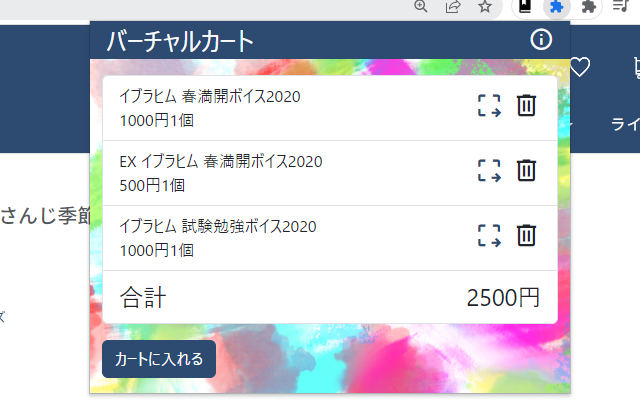 バーチャルカート
イブラヒム 春満開ボイス2020
1000円1個
EX イブラヒム 春満開ボイス2020
500円1個
イブラヒム 試験勉強ボイス2020
1000円1個
合計 2500円
カートに入れる
ライ
さんじ季節
ズ